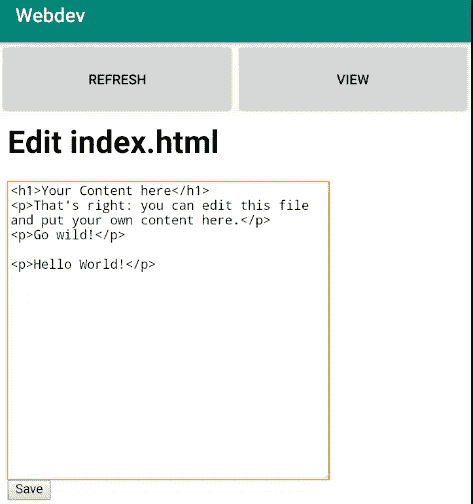 Webdev
REFRESH VIEW
Edit index.html
<h1>Your Content here</h1>
<p>That's right: you can edit this file
and put your own content here.</p>
<p>Go wild!</p>
<p>Hello World!</p>
Save